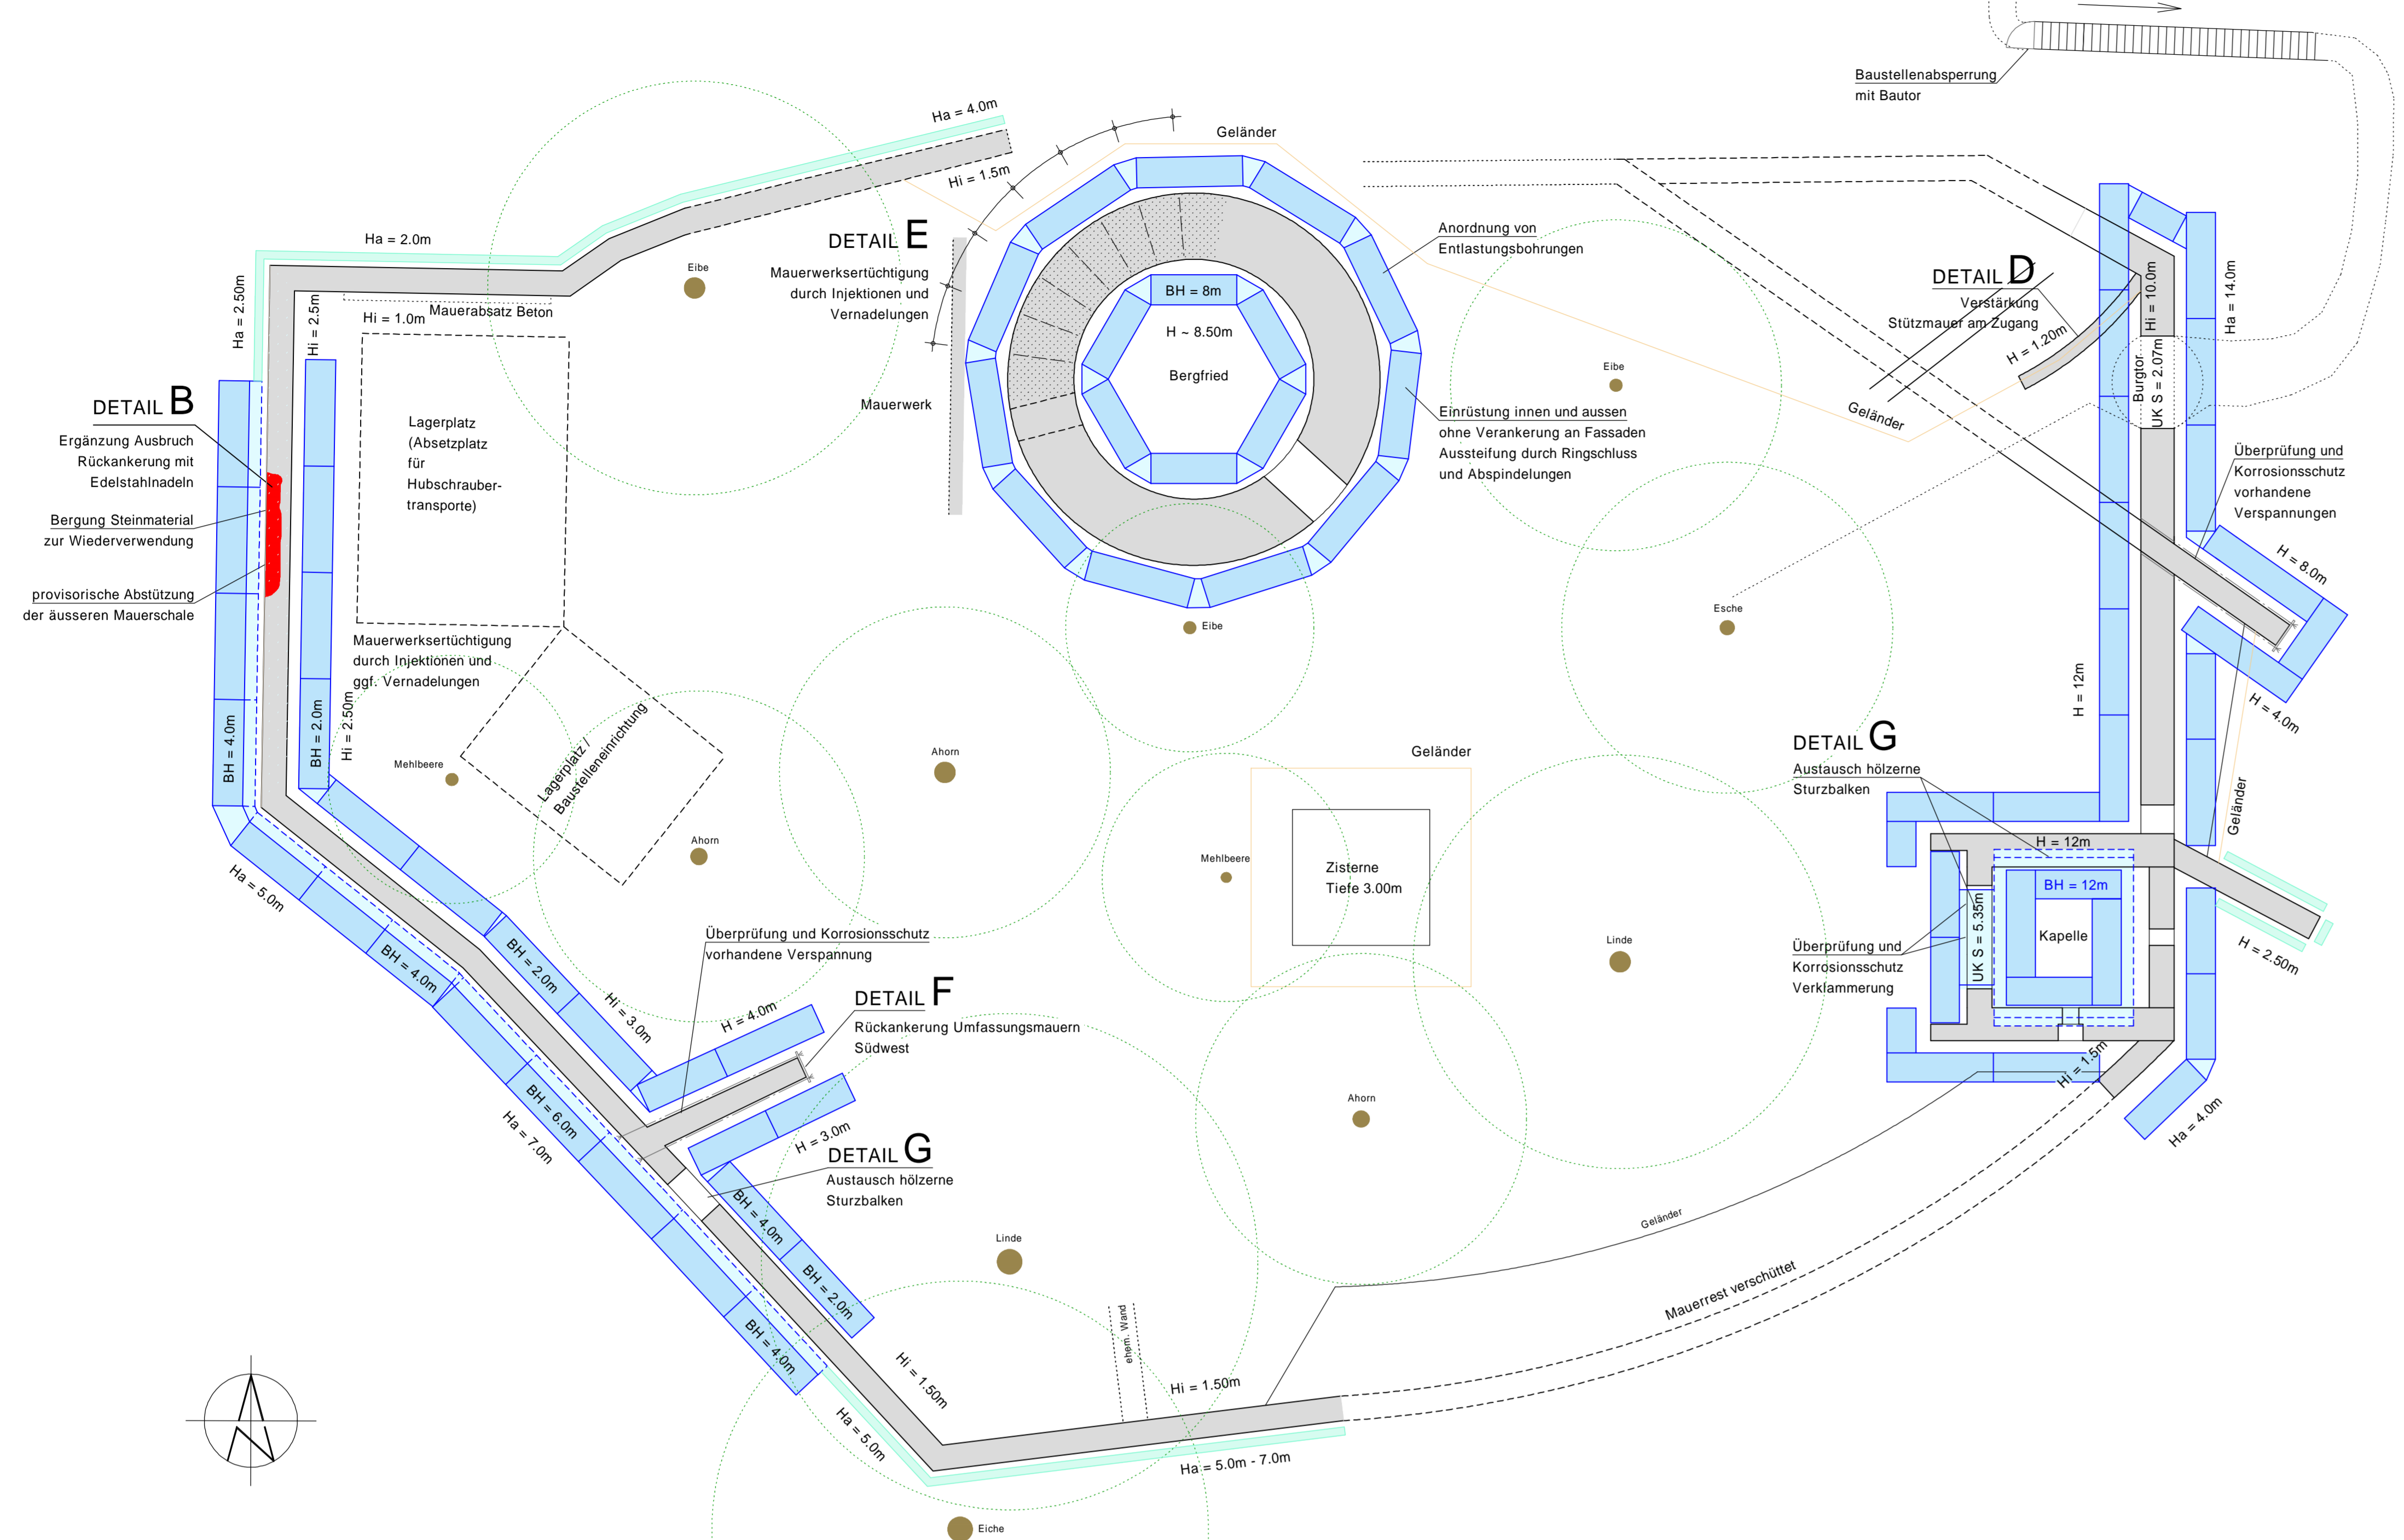 Baustellenabsperrung
mit Bautor
Ha = 4.0m
Hi = 1.5m
Geländer
Ha = 2.0m
Ha = 2.50m
Hi = 2.5m
Eibe
Mauerabsatz Beton
Hi = 1.0m
DETAIL E
Mauerwerksertüchtigung
durch Injektionen und
Vernadelungen
Mauerwerk
BH = 8m
H ~ 8.50m
Bergfried
Anordnung von
Entlastungsbohrungen
Einrüstung innen und aussen
ohne Verankerung an Fassaden
Aussteifung durch Ringschluss
und Abspindelungen
Eibe
DETAIL D
Verstärkung
Stützmauer am Zugang
H = 1.20m
Geländer
Hi = 10.0m
Ha = 14.0m
Burgtor
UK S = 2.07m
Überprüfung und
Korrosionsschutz
vorhandene
Verspannungen
H = 8.0m
H = 4.0m
Geländer
DETAIL B
Ergänzung Ausbruch
Rückankerung mit
Edelstahlnadeln
Bergung Steinmaterial
zur Wiederverwendung
provisorische Abstützung
der äusseren Mauerschale
Lagerplatz
(Absetzplatz
für
Hubschrauber-
transporte)
Mauerwerksertüchtigung
durch Injektionen und
ggf. Vernadelungen
Hi = 2.50m
BH = 4.0m
BH = 2.0m
Mehlbeere
Lagerplatz /
Baustelleneinrichtung
Ahorn
Ahorn
Eibe
Esche
H = 12m
Geländer
Mehlbeere
Zisterne
Tiefe 3.00m
Linde
DETAIL G
Austausch hölzerne
Sturzbalken
H = 12m
BH = 12m
UK S = 5.35m
Kapelle
Überprüfung und
Korrosionsschutz
Verklammerung
H = 2.50m
Hi = 1.5m
Ha = 4.0m
Ha = 5.0m
BH = 4.0m
BH = 2.0m
Hi = 3.0m
Überprüfung und Korrosionsschutz
vorhandene Verspannung
H = 4.0m
DETAIL F
Rückankerung Umfassungsmauern
Südwest
BH = 6.0m
Ha = 7.0m
H = 3.0m
DETAIL G
Austausch hölzerne
Sturzbalken
BH = 4.0m
BH = 2.0m
BH = 4.0m
Ahorn
Linde
Geländer
Mauerrest verschüttet
ehem. Wand
Hi = 1.50m
Hi = 1.50m
Ha = 5.0m
Ha = 5.0m - 7.0m
Eiche
N